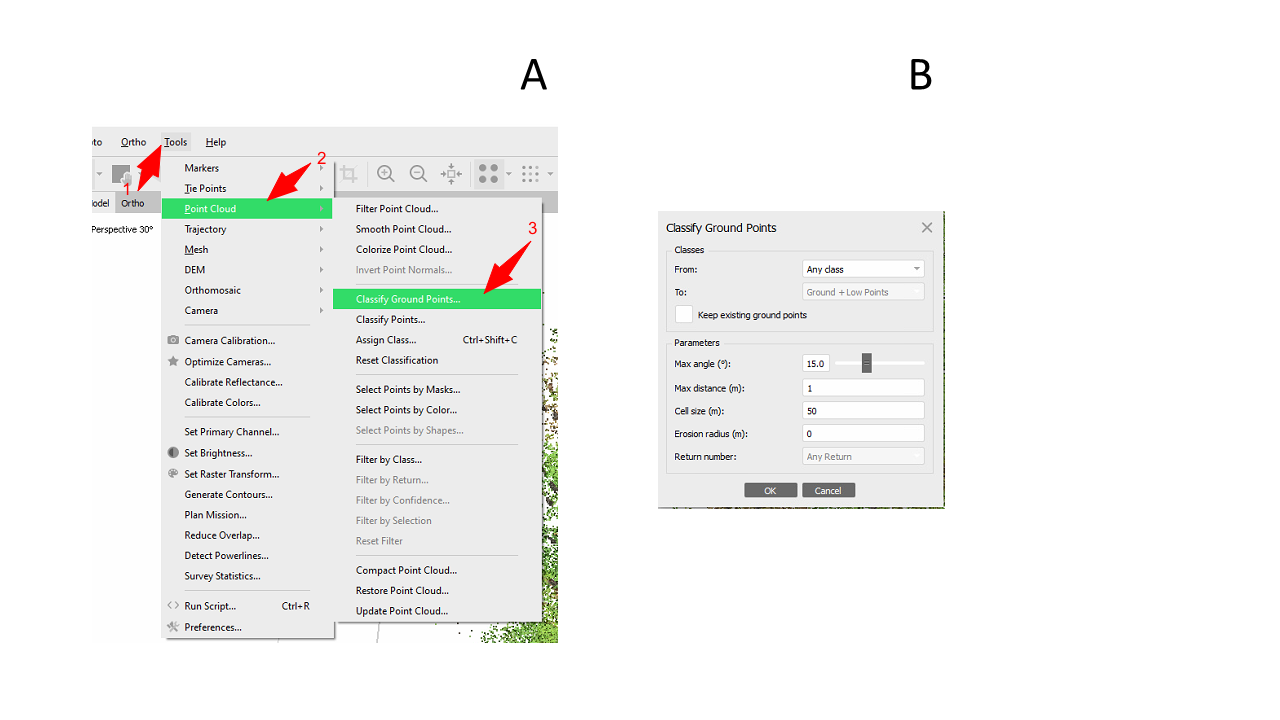 A
B
to Ortho Tools Help
1
2
3
Ortho
Perspective 30°
Markers
Tie Points
Point Cloud
Trajectory
Mesh
DEM
Orthomosaic
Camera
Camera Calibration...
Optimize Cameras...
Calibrate Reflectance...
Calibrate Colors...
Set Primary Channel...
Set Brightness...
Set Raster Transform...
Generate Contours...
Plan Mission...
Reduce Overlap...
Detect Powerlines...
Survey Statistics...
Run Script... Ctrl+R
Preferences...
Filter Point Cloud...
Smooth Point Cloud...
Colorize Point Cloud...
Invert Point Normals...
Classify Ground Points...
Classify Points...
Assign Class... Ctrl+Shift+C
Reset Classification
Select Points by Masks...
Select Points by Color...
Select Points by Shapes...
Filter by Class...
Filter by Return...
Filter by Confidence...
Filter by Selection
Reset Filter
Compact Point Cloud...
Restore Point Cloud...
Update Point Cloud...
Classify Ground Points
Classes
From: Any class
To: Ground + Low Points
Keep existing ground points
Parameters
Max angle (°): 15.0
Max distance (m): 1
Cell size (m): 50
Erosion radius (m): 0
Return number: Any Return
OK Cancel